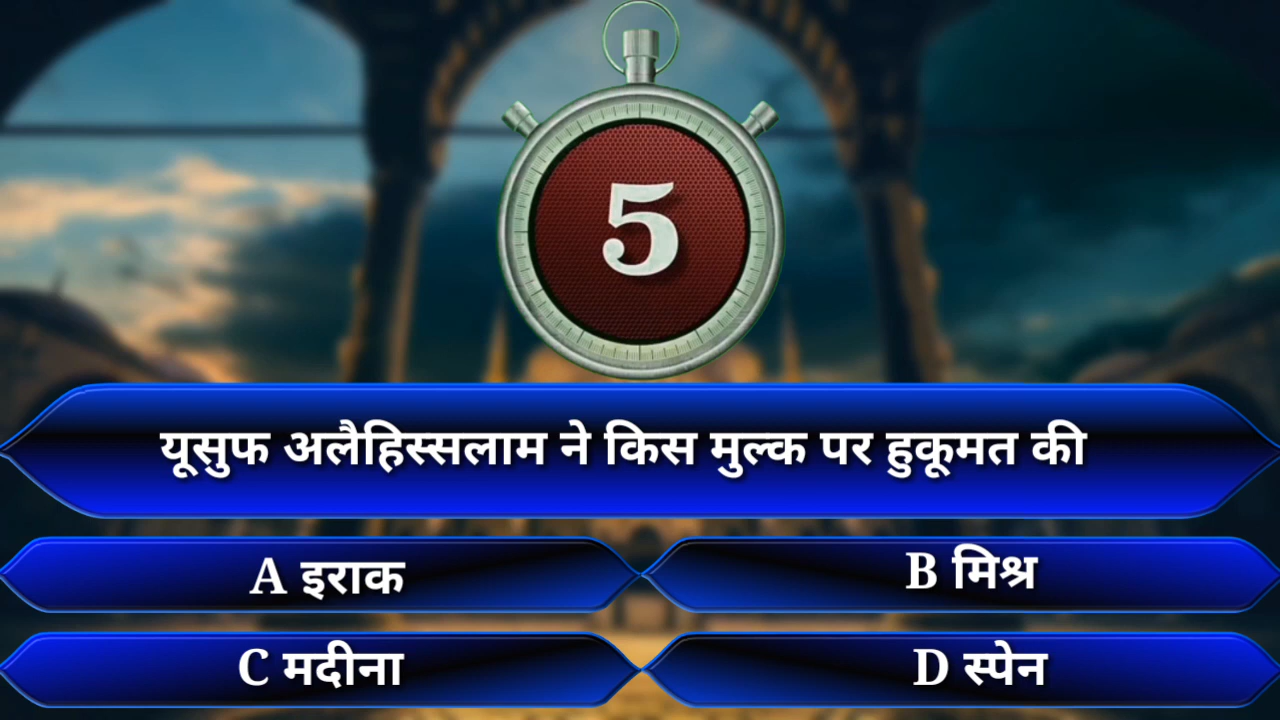 5
यूसुफ अलैहिस्सलाम ने किस मुल्क पर हुकूमत की
A इराक
B मिश्र
C मदीना
D स्पेन